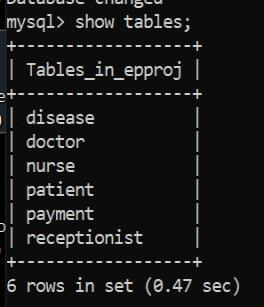 Database changed
mysql> show tables;
+------------------+
| Tables_in_epproj |
+------------------+
| disease          |
| doctor           |
| nurse            |
| patient          |
| payment          |
| receptionist     |
+------------------+
6 rows in set (0.47 sec)